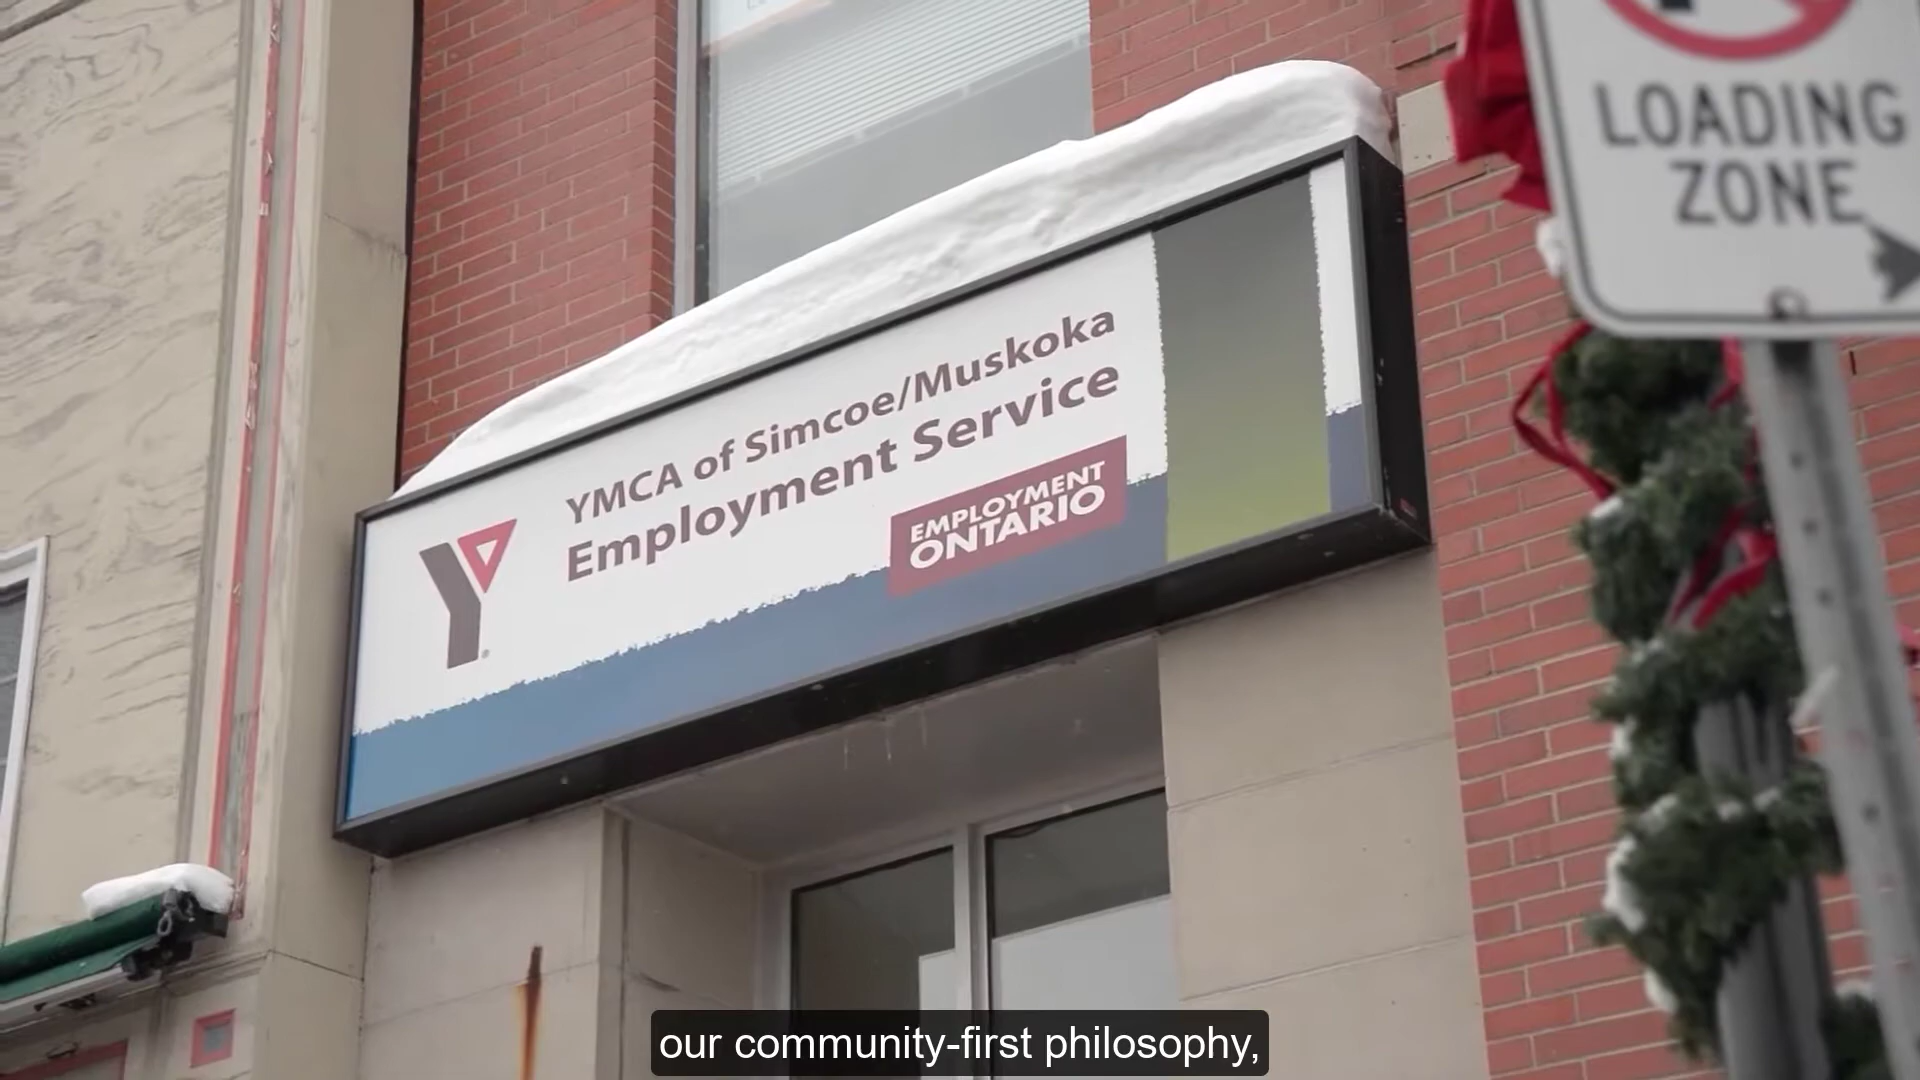 LOADING
ZONE
YMCA of Simcoe/Muskoka
Employment Service
EMPLOYMENT
ONTARIO
our community-first philosophy,